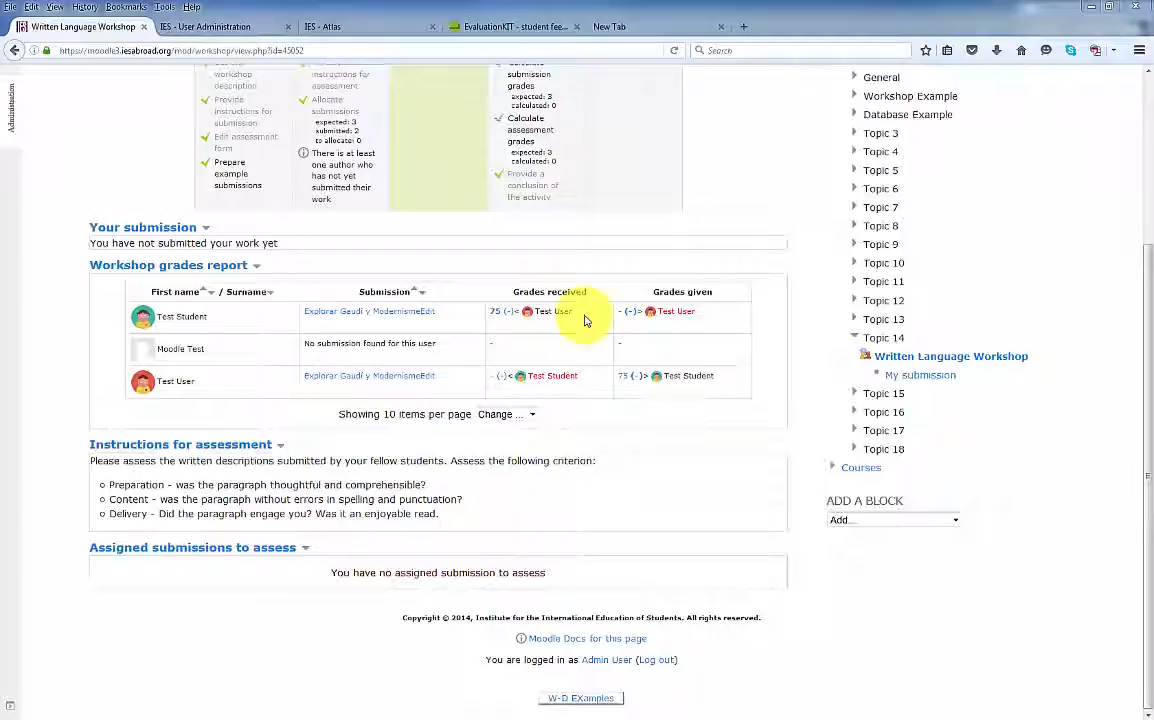 File Edit View History Bookmarks Tools Help
Written Language Workshop
IES - User Administration
IES - Atlas
EvaluationKIT - student fee...
New Tab
https://moodle3.iesabroad.org/mod/workshop/view.php?id=45052
Search
Administration
workshop
description
Provide
instructions for
submission
Edit assessment
form
Prepare
example
submissions
instructions for
assessment
Allocate
submissions
expected: 3
submitted: 2
to allocate: 0
There is at least
one author who
has not yet
submitted their
work
submission
grades
expected: 3
calculated: 0
Calculate
assessment
grades
expected: 3
calculated: 0
Provide a
conclusion of
the activity
Your submission
You have not submitted your work yet
Workshop grades report
First name / Surname Submission Grades received Grades given
Test Student Explorar Gaudí y ModernismeEdit 75 (-)< Test User - (-)> Test User
Moodle Test No submission found for this user - -
Test User Explorar Gaudí y ModernismeEdit - (-)< Test Student 75 (-)> Test Student
Showing 10 items per page Change ...
Instructions for assessment
Please assess the written descriptions submitted by your fellow students. Assess the following criterion:
Preparation - was the paragraph thoughtful and comprehensible?
Content - was the paragraph without errors in spelling and punctuation?
Delivery - Did the paragraph engage you? Was it an enjoyable read.
Assigned submissions to assess
You have no assigned submission to assess
Copyright © 2014, Institute for the International Education of Students. All rights reserved.
Moodle Docs for this page
You are logged in as Admin User (Log out)
W-D EXamples
General
Workshop Example
Database Example
Topic 3
Topic 4
Topic 5
Topic 6
Topic 7
Topic 8
Topic 9
Topic 10
Topic 11
Topic 12
Topic 13
Topic 14
Written Language Workshop
My submission
Topic 15
Topic 16
Topic 17
Topic 18
Courses
ADD A BLOCK
Add...